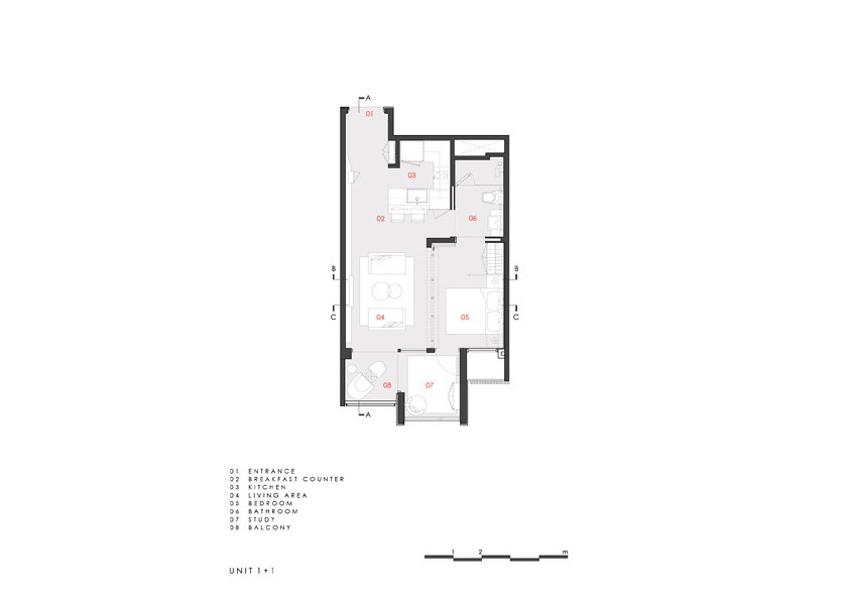 A
01
03
02
06
B
B
04
05
C
C
08
07
A
01 ENTRANCE
02 BREAKFAST COUNTER
03 KITCHEN
04 LIVING AREA
05 BEDROOM
06 BATHROOM
07 STUDY
08 BALCONY
1 2 m
UNIT 1+1